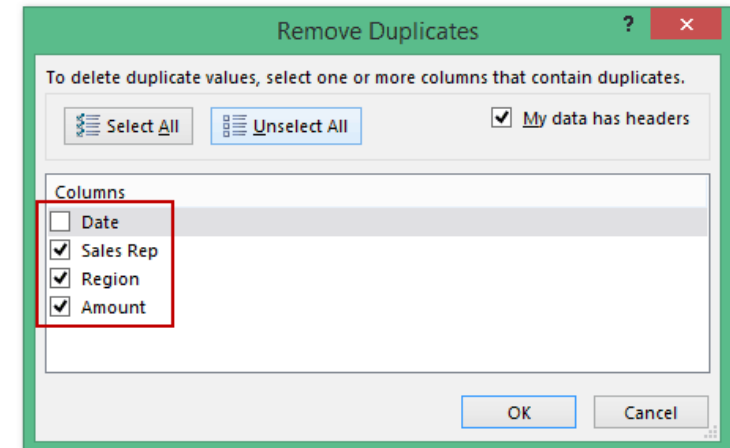 Remove Duplicates
?
To delete duplicate values, select one or more columns that contain duplicates.
Select All Unselect All My data has headers
Columns
Date
Sales Rep
Region
Amount
OK Cancel